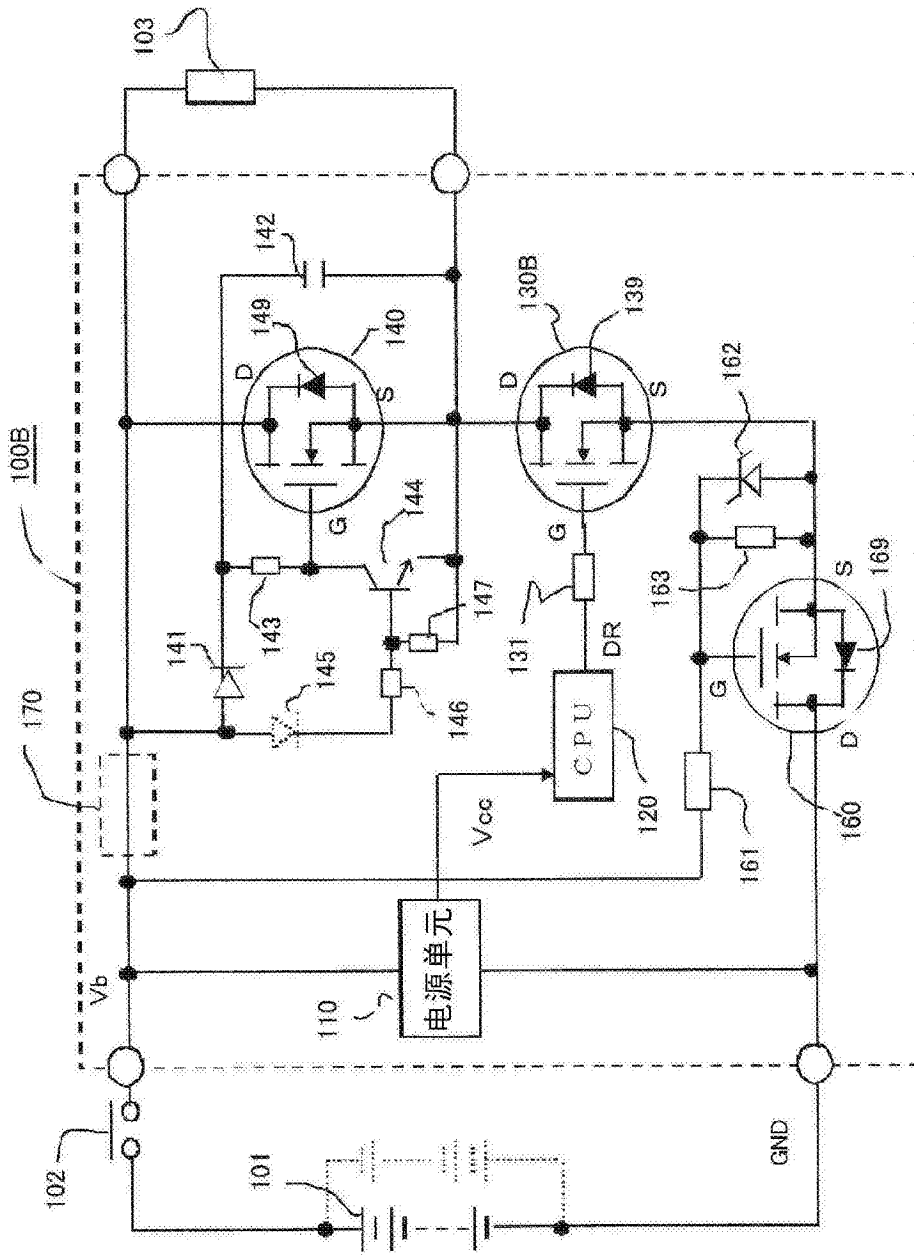 100B
103
170
142
149
140
D
S
G
144
141
143
145
147
146
130B
139
D
S
G
131
DR
162
163
S
169
G
D
160
161
CPU
120
Vcc
Vb
电源单元
110
102
101
GND